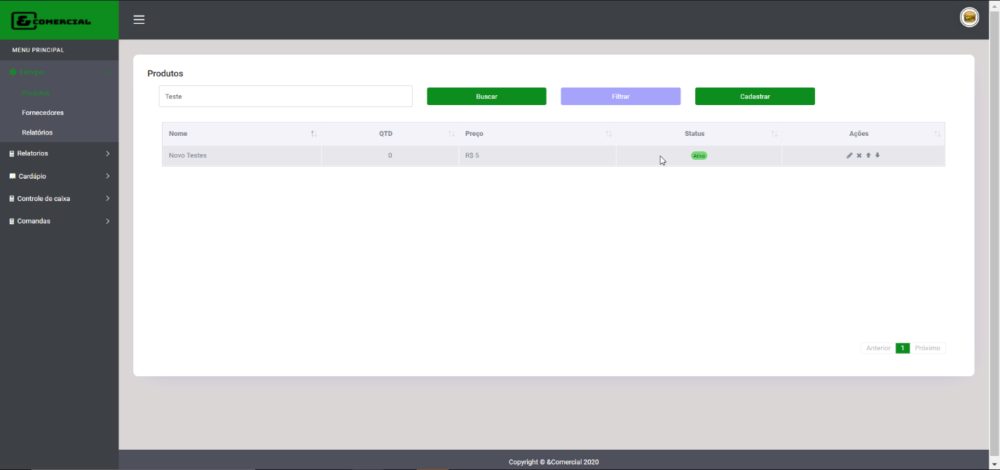 &COMERCIAL
MENU PRINCIPAL
Estoque
Produtos
Fornecedores
Relatórios
Relatorios
Cardápio
Controle de caixa
Comandas
Produtos
Teste
Buscar
Filtrar
Cadastrar
Nome QTD Preço Status Ações
Novo Testes 0 R$ 5 Ativo
Anterior 1 Próximo
Copyright © &Comercial 2020